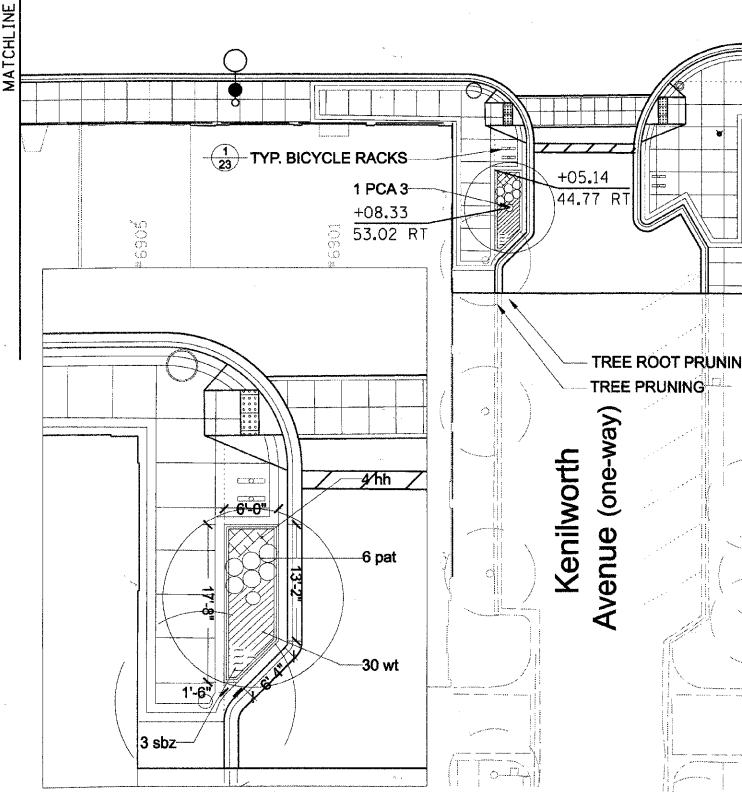 MATCHLINE
1
23
TYP. BICYCLE RACKS
1 PCA 3
+08.33
53.02 RT
+05.14
44.77 RT
#6905
#6901
TREE ROOT PRUNIN
TREE PRUNING
Kenilworth
Avenue (one-way)
4 hh
6'-0"
6 pat
13'-2"
17'-8"
30 wt
6' 4"
1'-6"
3 sbz